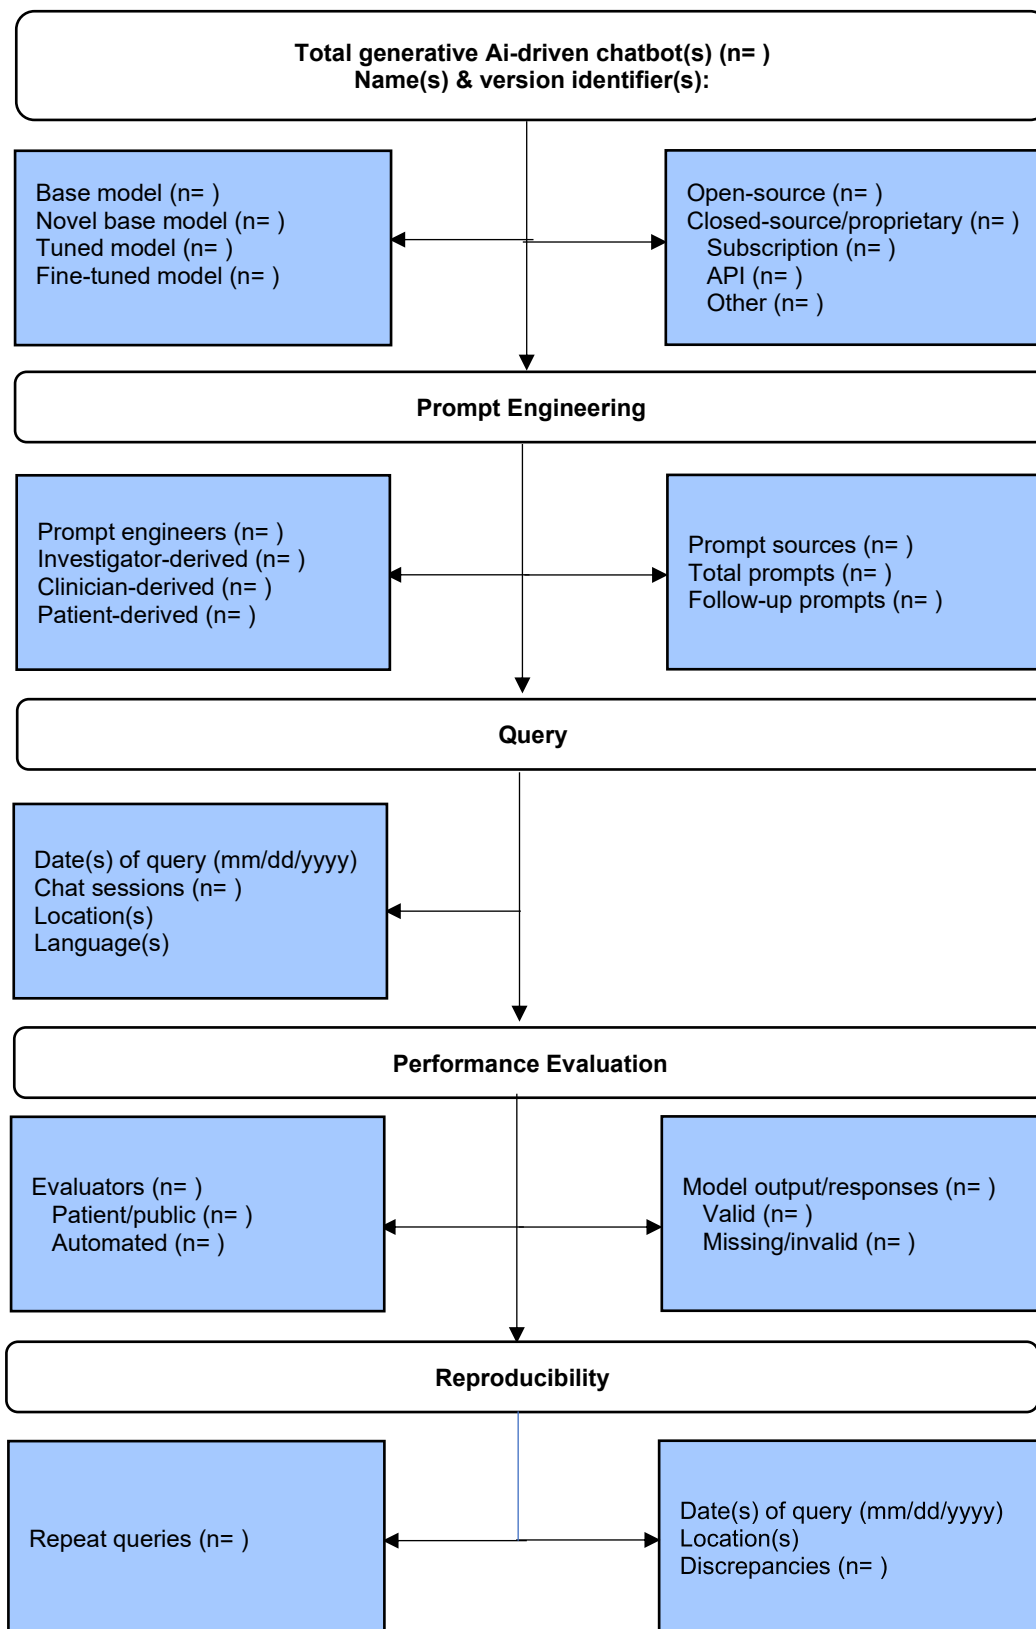 Total generative Ai-driven chatbot(s) (n= )
Name(s) & version identifier(s):
Base model (n= )
Novel base model (n= )
Tuned model (n= )
Fine-tuned model (n= )
Open-source (n= )
Closed-source/proprietary (n= )
Subscription (n= )
API (n= )
Other (n= )
Prompt Engineering
Prompt engineers (n= )
Investigator-derived (n= )
Clinician-derived (n= )
Patient-derived (n= )
Prompt sources (n= )
Total prompts (n= )
Follow-up prompts (n= )
Query
Date(s) of query (mm/dd/yyyy)
Chat sessions (n= )
Location(s)
Language(s)
Performance Evaluation
Evaluators (n= )
Patient/public (n= )
Automated (n= )
Model output/responses (n= )
Valid (n= )
Missing/invalid (n= )
Reproducibility
Repeat queries (n= )
Date(s) of query (mm/dd/yyyy)
Location(s)
Discrepancies (n= )